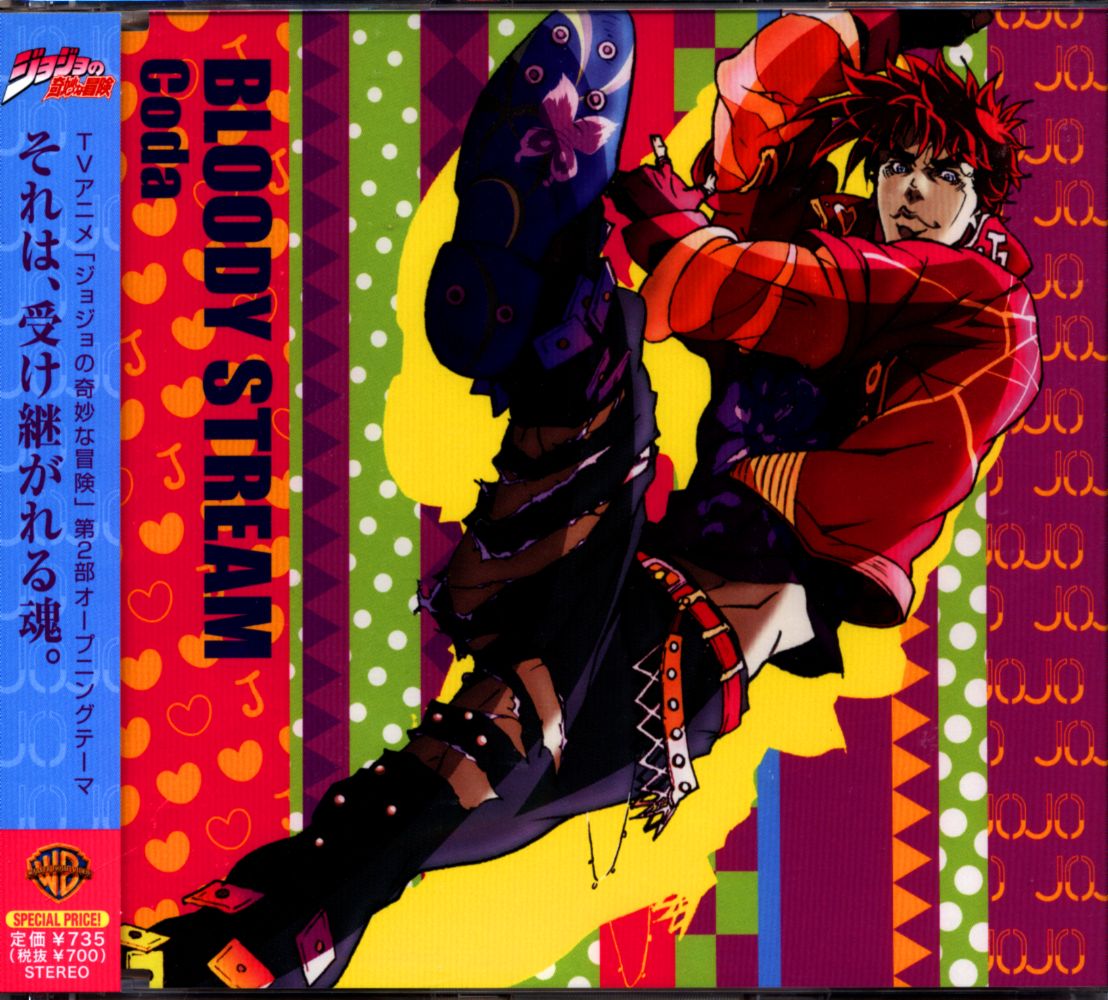 ジョジョの
奇妙な冒険
TVアニメ「ジョジョの奇妙な冒険」第2部オープニングテーマ
それは、受け継がれる魂。
SPECIAL PRICE!
定価 ¥735
(税抜 ¥700)
STEREO
BLOODY STREAM
Coda
JOJO